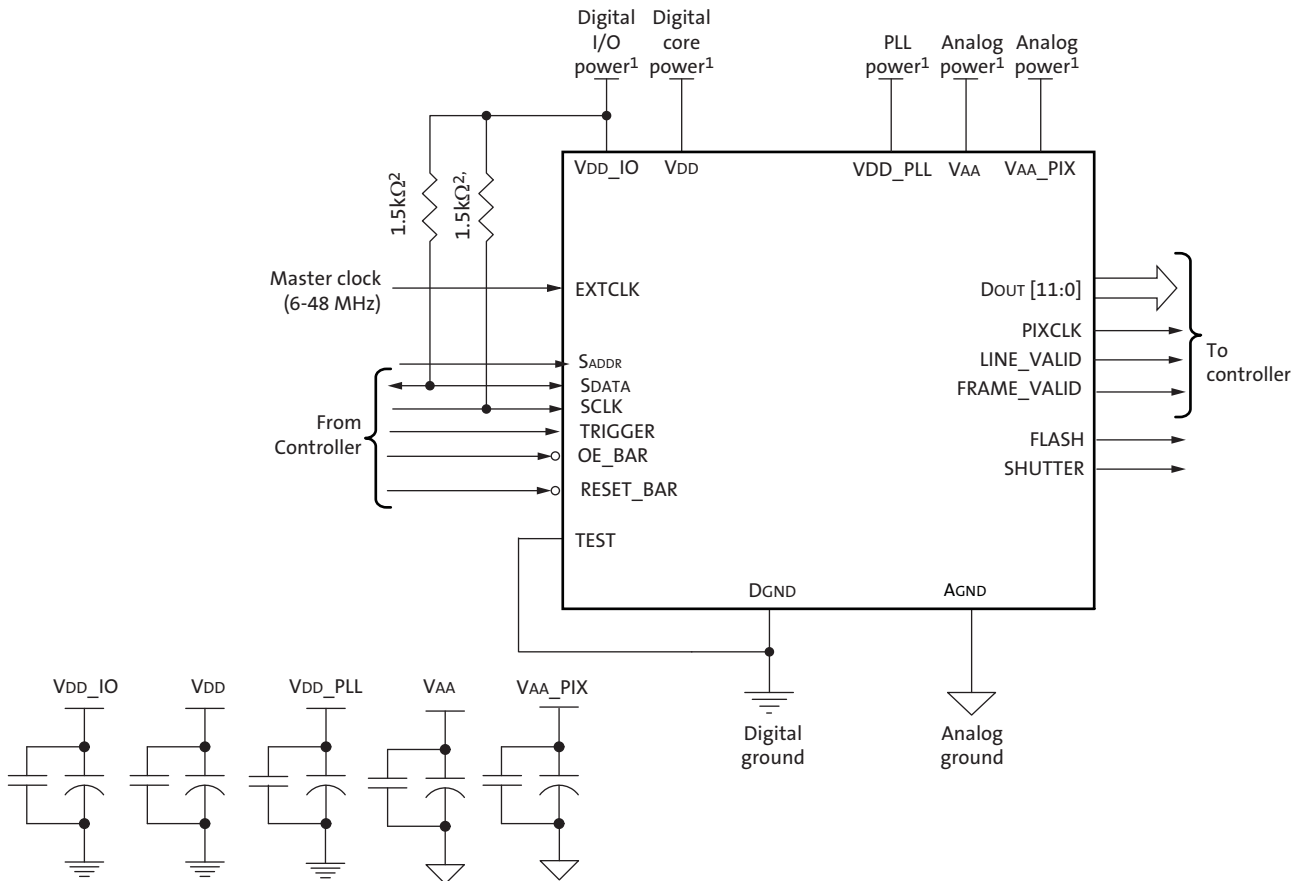 Digital
I/O
power1
Digital
core
power1
PLL
power1
Analog
power1
Analog
power1
VDD_IO
VDD
VDD_PLL
VAA
VAA_PIX
1.5kΩ2
1.5kΩ2,
Master clock
(6-48 MHz)
EXTCLK
SADDR
SDATA
SCLK
TRIGGER
OE_BAR
RESET_BAR
TEST
From
Controller
DOUT [11:0]
PIXCLK
LINE_VALID
FRAME_VALID
FLASH
SHUTTER
To
controller
DGND
AGND
Digital
ground
Analog
ground
VDD_IO
VDD
VDD_PLL
VAA
VAA_PIX